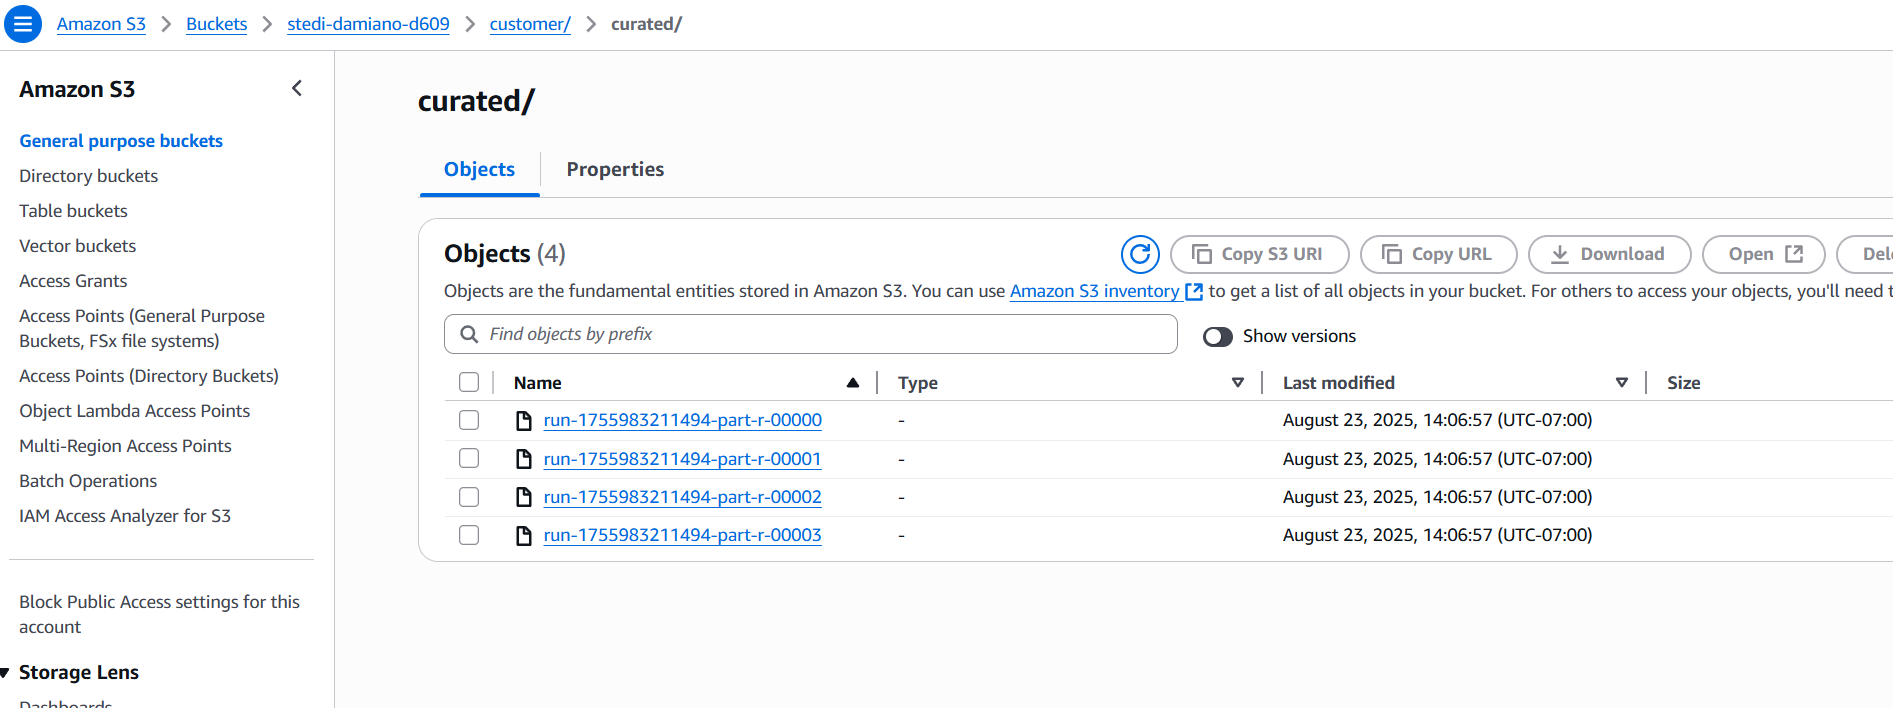 Amazon S3 > Buckets > stedi-damiano-d609 > customer/ > curated/
Amazon S3
General purpose buckets
Directory buckets
Table buckets
Vector buckets
Access Grants
Access Points (General Purpose
Buckets, FSx file systems)
Access Points (Directory Buckets)
Object Lambda Access Points
Multi-Region Access Points
Batch Operations
IAM Access Analyzer for S3
Block Public Access settings for this
account
Storage Lens
Dashboards
curated/
Objects Properties
Objects (4)
Copy S3 URI Copy URL Download Open Dele
Objects are the fundamental entities stored in Amazon S3. You can use Amazon S3 inventory to get a list of all objects in your bucket. For others to access your objects, you'll need t
Find objects by prefix Show versions
Name Type Last modified Size
run-1755983211494-part-r-00000 - August 23, 2025, 14:06:57 (UTC-07:00)
run-1755983211494-part-r-00001 - August 23, 2025, 14:06:57 (UTC-07:00)
run-1755983211494-part-r-00002 - August 23, 2025, 14:06:57 (UTC-07:00)
run-1755983211494-part-r-00003 - August 23, 2025, 14:06:57 (UTC-07:00)